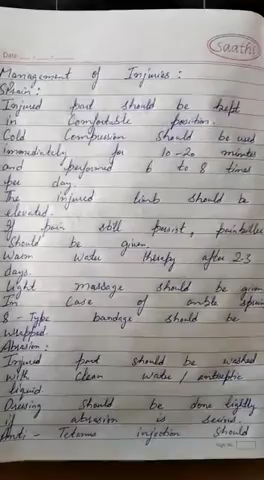 saathi
Date
Management of Injuries :
Sprain :
Injured part should be kept
in Comfortable position.
Cold Compression should be used
immediately for 10-20 minutes
and performed 6 to 8 times
per day.
The injured limb should be
elevated.
If pain still persist, painkiller
should be given
Warm water therapy after 2-3
days.
Light massage should be given
In Case of ankle sprain
8-Type bandage should be
wrapped.
Abrasion :
Injured part should be washed
with clean water / antiseptic
liquid.
Dressing should be done lightly
if abrasion is serious.
Anti-Tetanus injection should
Page No.